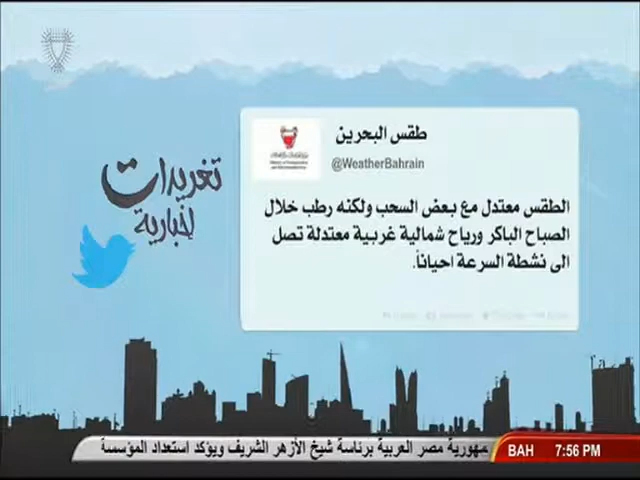 طقس البحرين
@WeatherBahrain
تغريدات
إخبارية
الطقس معتدل مع بعض السحب ولكنه رطب خلال
الصباح الباكر ورياح شمالية غربية معتدلة تصل
الى نشطة السرعة احياناً.
جمهورية مصر العربية برئاسة شيخ الأزهر الشريف ويؤكد استعداد المؤسسة
BAH 7:56 PM